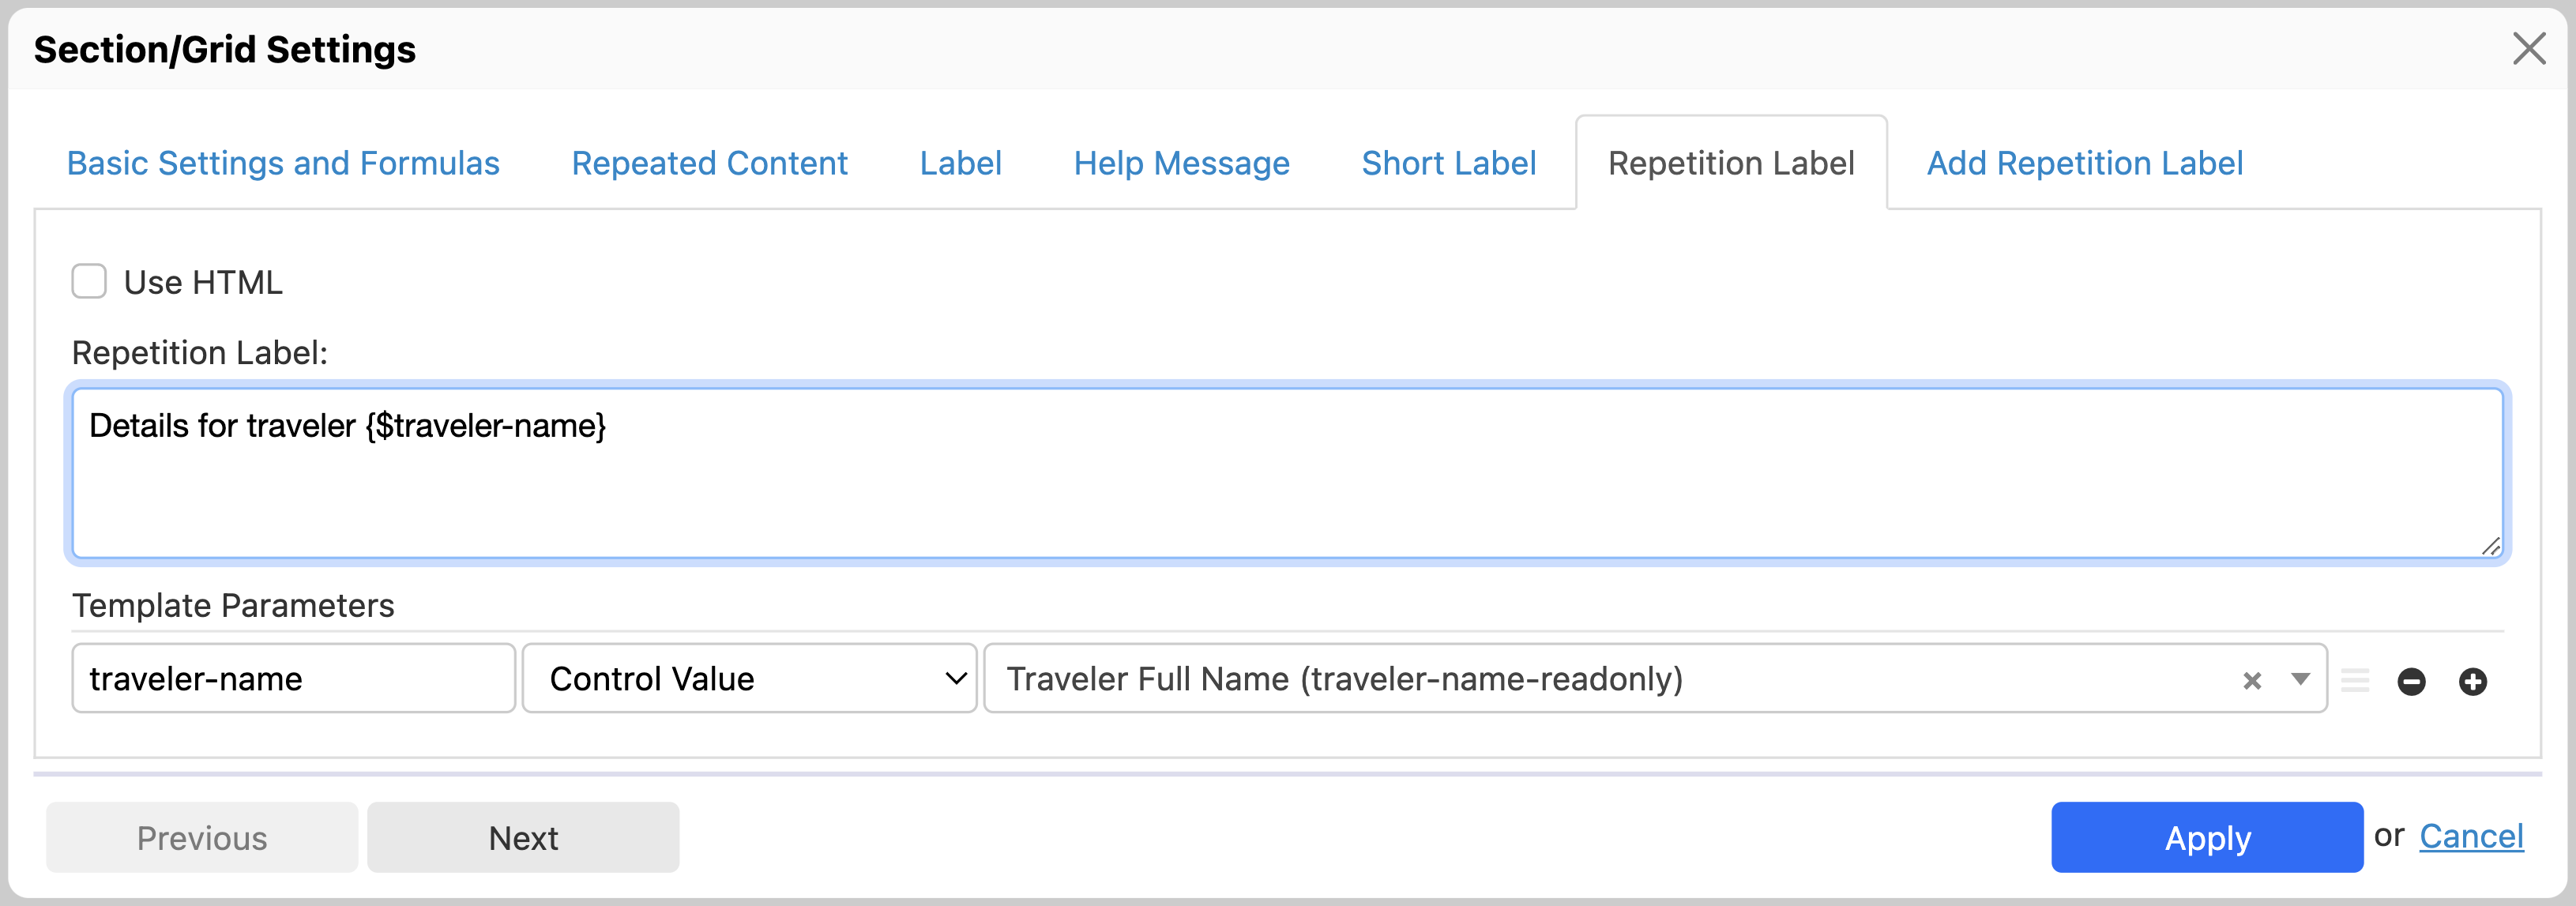 Section/Grid Settings
Basic Settings and Formulas Repeated Content Label Help Message Short Label Repetition Label Add Repetition Label
Use HTML
Repetition Label:
Details for traveler {$traveler-name}
Template Parameters
traveler-name Control Value Traveler Full Name (traveler-name-readonly)
Previous Next Apply or Cancel